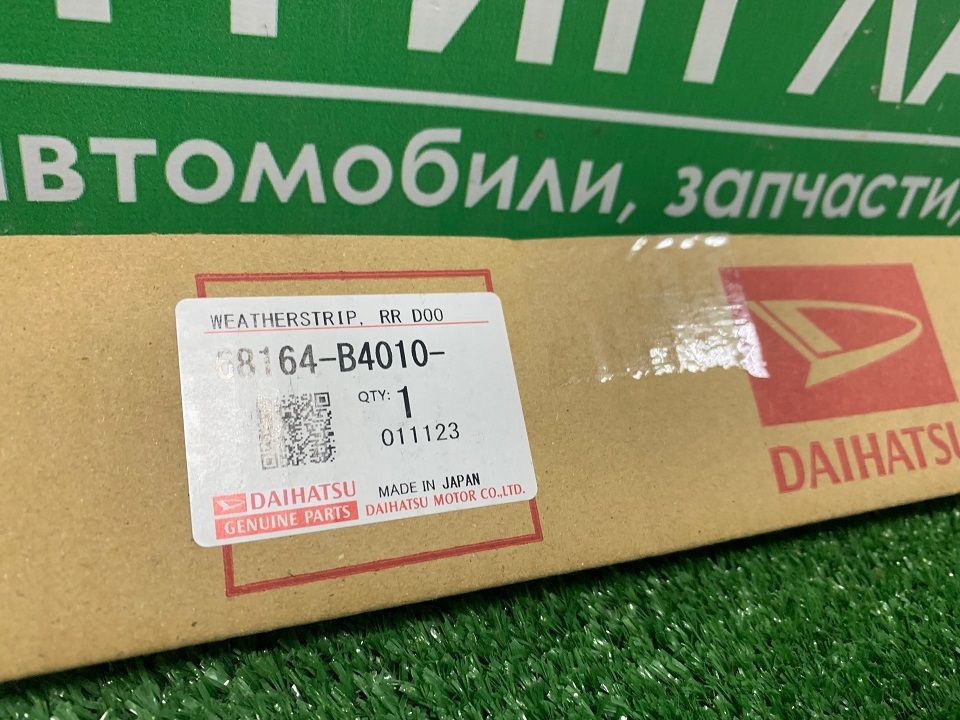 автомобили, запчасти,
WEATHERSTRIP, RR DOO
68164-B4010-
QTY: 1
011123
DAIHATSU
GENUINE PARTS
MADE IN JAPAN
DAIHATSU MOTOR CO.,LTD.
DAIHATSU